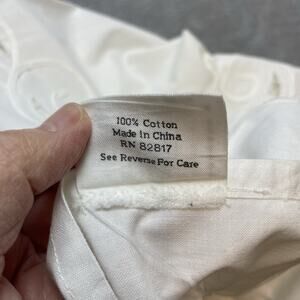 100% Cotton
Made in China
RN 82817
See Reverse For Care